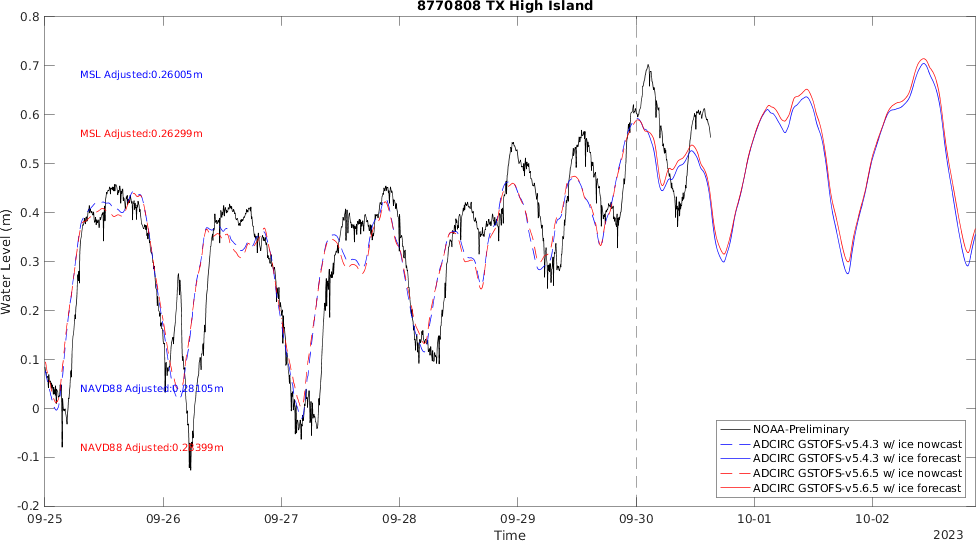 8770808 TX High Island
0.8
0.7
0.6
0.5
0.4
0.3
0.2
0.1
0
-0.1
-0.2
Water Level (m)
MSL Adjusted:0.26005m
MSL Adjusted:0.26299m
NAVD88 Adjusted:0.28105m
NAVD88 Adjusted:0.28399m
NOAA-Preliminary
ADCIRC GSTOFS-v5.4.3 w/ ice nowcast
ADCIRC GSTOFS-v5.4.3 w/ ice forecast
ADCIRC GSTOFS-v5.6.5 w/ ice nowcast
ADCIRC GSTOFS-v5.6.5 w/ ice forecast
09-25 09-26 09-27 09-28 09-29 09-30 10-01 10-02
Time
2023